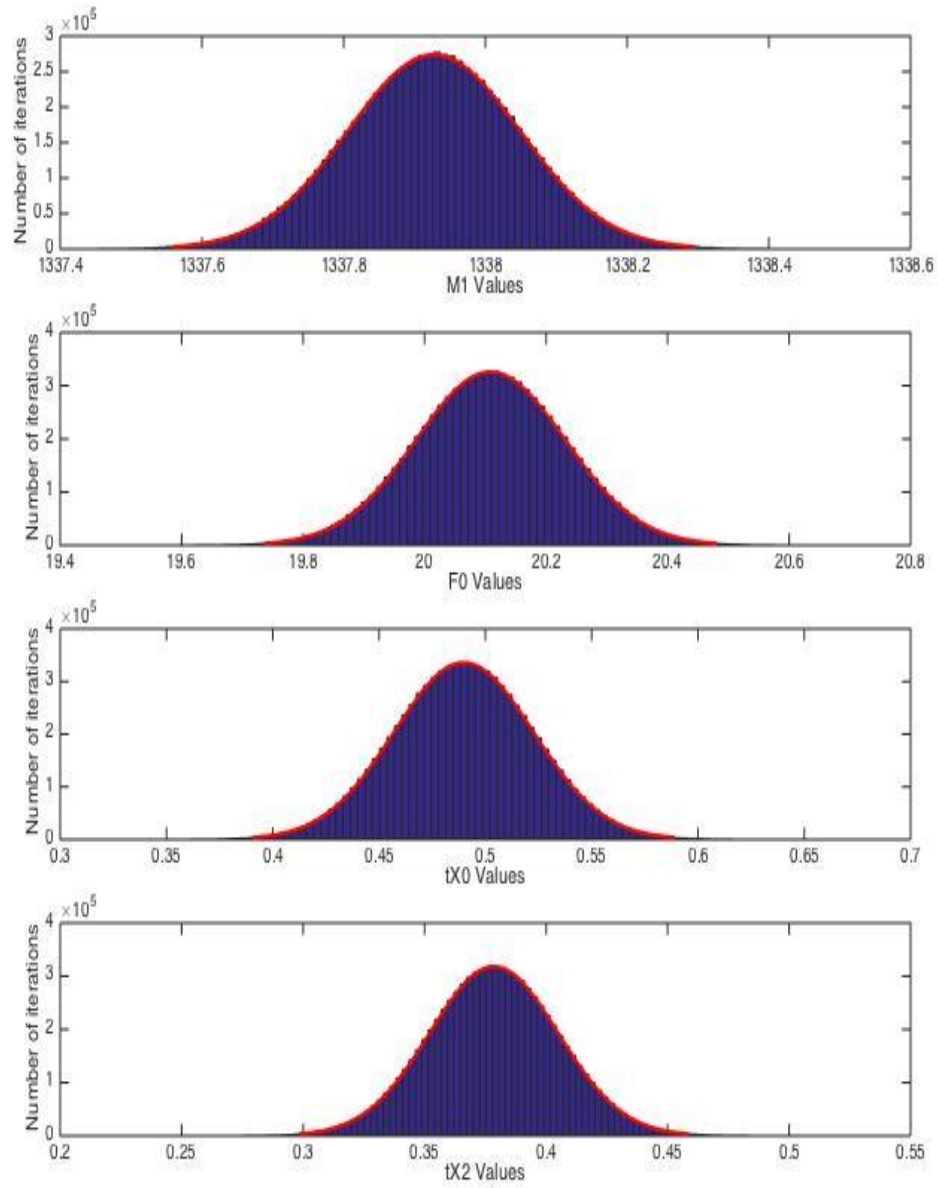 ×10^5
Number of iterations
3
2.5
2
1.5
1
0.5
0
1337.4 1337.6 1337.8 1338 1338.2 1338.4 1338.6
M1 Values
×10^5
Number of iterations
4
3
2
1
0
19.4 19.6 19.8 20 20.2 20.4 20.6 20.8
F0 Values
×10^5
Number of iterations
4
3
2
1
0
0.3 0.35 0.4 0.45 0.5 0.55 0.6 0.65 0.7
tX0 Values
×10^5
Number of iterations
4
3
2
1
0
0.2 0.25 0.3 0.35 0.4 0.45 0.5 0.55
tX2 Values